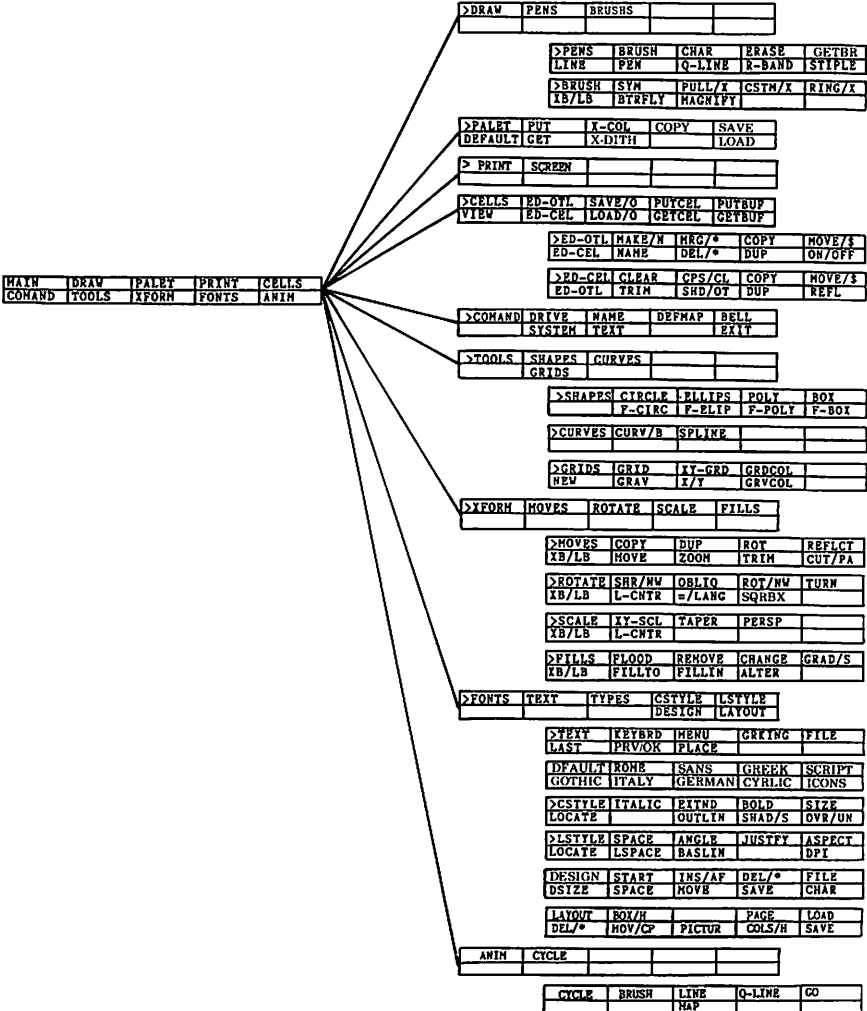 >DRAW PENS BRUSHS
>PENS BRUSH CHAR ERASE GETBR
LINE PEN Q-LINE R-BAND STIPLE
>BRUSH SYM PULL/X CSTM/X RING/X
XB/LB BTRFLY MAGNIFY
>PALET PUT X-COL COPY SAVE
DEFAULT GET X-DITH LOAD
> PRINT SCREEN
>CELLS ED-OTL SAVE/O PUTCEL PUTBUF
VIEW ED-CEL LOAD/O GETCEL GETBUF
>ED-OTL MAKE/N MRG/* COPY MOVE/$
ED-CEL NAME DEL/* DUP ON/OFF
>ED-CEL CLEAR CPS/CL COPY MOVE/$
ED-OTL TRIM SHD/OT DUP REFL
MAIN DRAW PALET PRINT CELLS
COMAND TOOLS XFORM FONTS ANIM
>COMAND DRIVE NAME DEFMAP BELL
SYSTEM TEXT EXIT
>TOOLS SHAPES CURVES
GRIDS
>SHAPES CIRCLE ELLIPS POLY BOX
F-CIRC F-ELIP F-POLY F-BOX
>CURVES CURV/B SPLINE
>GRIDS GRID XY-GRD GRDCOL
NEW GRAV X/Y GRVCOL
>XFORM MOVES ROTATE SCALE FILLS
>MOVES COPY DUP ROT REFLCT
XB/LB MOVE ZOOM TRIM CUT/PA
>ROTATE SHR/NW OBLIQ ROT/NW TURN
XB/LB L-CNTR =/LANG SQRBX
>SCALE XY-SCL TAPER PERSP
XB/LB L-CNTR
>FILLS FLOOD REMOVE CHANGE GRAD/S
XB/LB FILLTO FILLIN ALTER
>FONTS TEXT TYPES CSTYLE LSTYLE
DESIGN LAYOUT
>TEXT KEYBRD MENU GRKING FILE
LAST PRV/OK PLACE
DFAULT ROME SANS GREEK SCRIPT
GOTHIC ITALY GERMAN CYRLIC ICONS
>CSTYLE ITALIC EXTND BOLD SIZE
LOCATE OUTLIN SHAD/S OVR/UN
>LSTYLE SPACE ANGLE JUSTFY ASPECT
LOCATE LSPACE BASLIN DPI
DESIGN START INS/AF DEL/* FILE
DSIZE SPACE MOVE SAVE CHAR
LAYOUT BOX/H PAGE LOAD
DEL/* MOV/CP PICTUR COLS/H SAVE
ANIM CYCLE
CYCLE BRUSH LINE Q-LINE GO
MAP